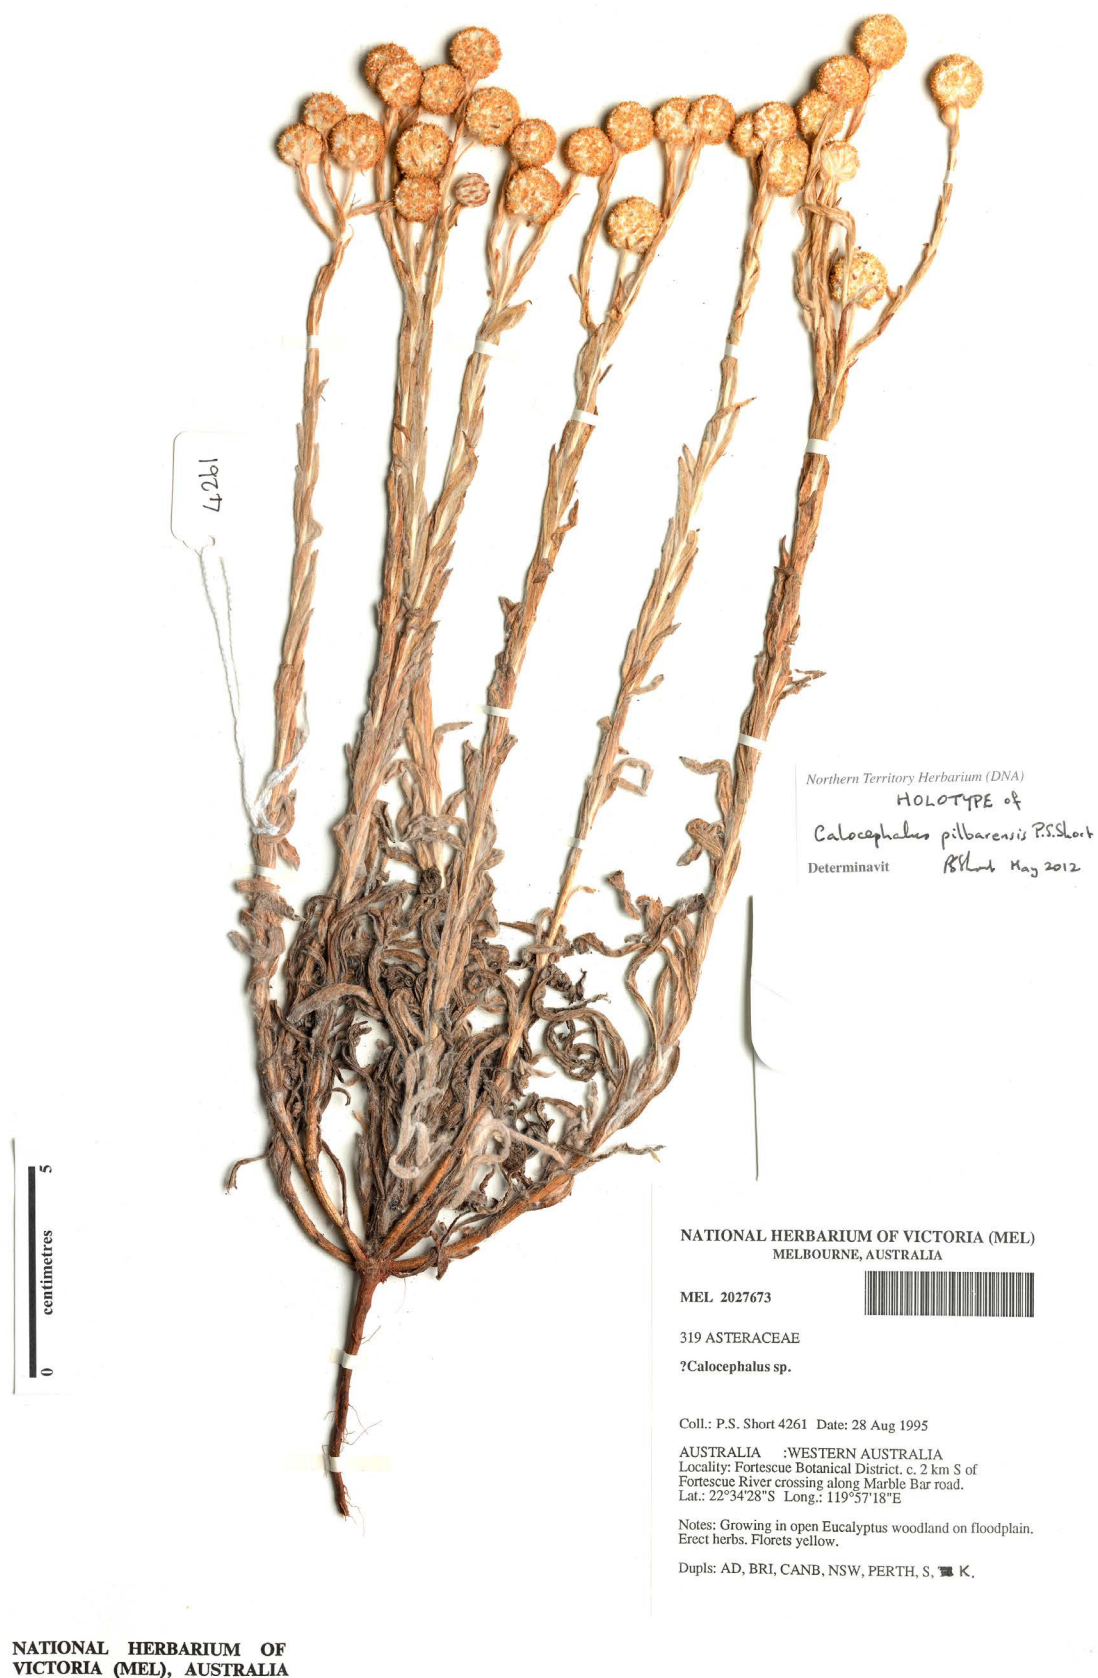 4261
Northern Territory Herbarium (DNA)
HOLOTYPE of
Calocephalus pilbarensis P.S.Short
Determinavit PSShort May 2012
0 centimetres 5
NATIONAL HERBARIUM OF VICTORIA (MEL)
MELBOURNE, AUSTRALIA
MEL 2027673
319 ASTERACEAE
?Calocephalus sp.
Coll.: P.S. Short 4261 Date: 28 Aug 1995
AUSTRALIA :WESTERN AUSTRALIA
Locality: Fortescue Botanical District. c. 2 km S of
Fortescue River crossing along Marble Bar road.
Lat.: 22°34'28"S Long.: 119°57'18"E
Notes: Growing in open Eucalyptus woodland on floodplain.
Erect herbs. Florets yellow.
Dupls: AD, BRI, CANB, NSW, PERTH, S, K.
NATIONAL HERBARIUM OF
VICTORIA (MEL), AUSTRALIA